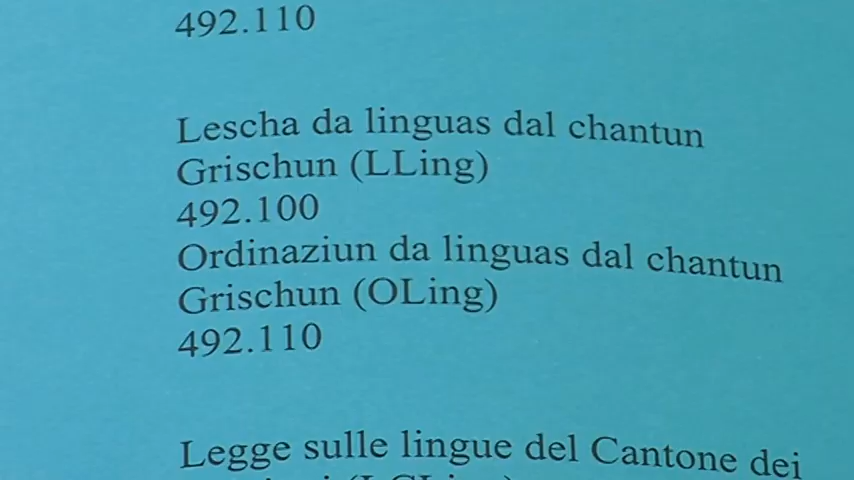 492.110
Lescha da linguas dal chantun
Grischun (LLing)
492.100
Ordinaziun da linguas dal chantun
Grischun (OLing)
492.110
Legge sulle lingue del Cantone dei